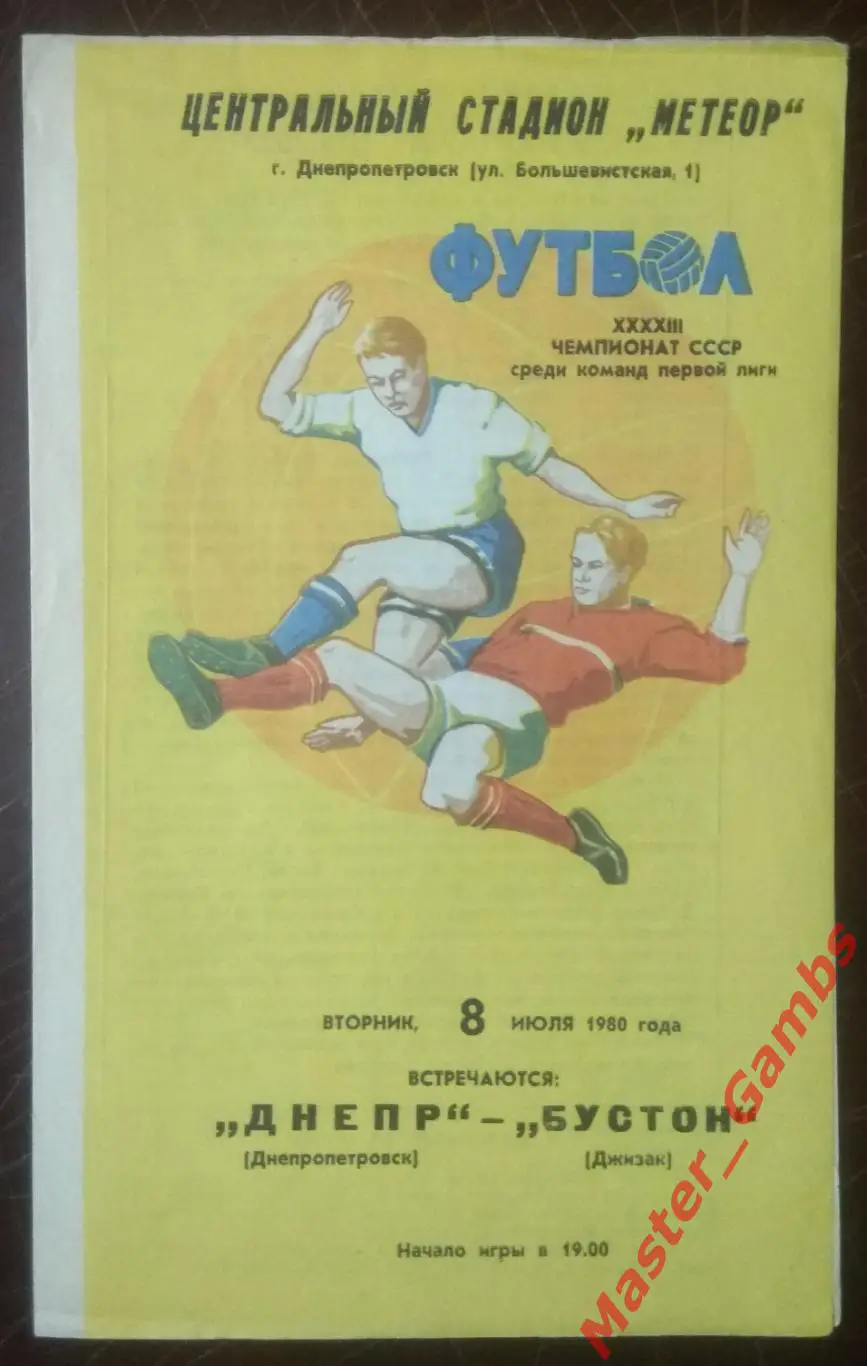 ЦЕНТРАЛЬНЫЙ СТАДИОН „МЕТЕОР“
г. Днепропетровск (ул. Большевистская, 1)
ФУТБОЛ
XXXXIII
ЧЕМПИОНАТ СССР
среди команд первой лиги
ВТОРНИК, 8 ИЮЛЯ 1980 года
ВСТРЕЧАЮТСЯ:
„ДНЕПР“ – „БУСТОН“
(Днепропетровск) (Джизак)
Начало игры в 19.00
Master_Gambs